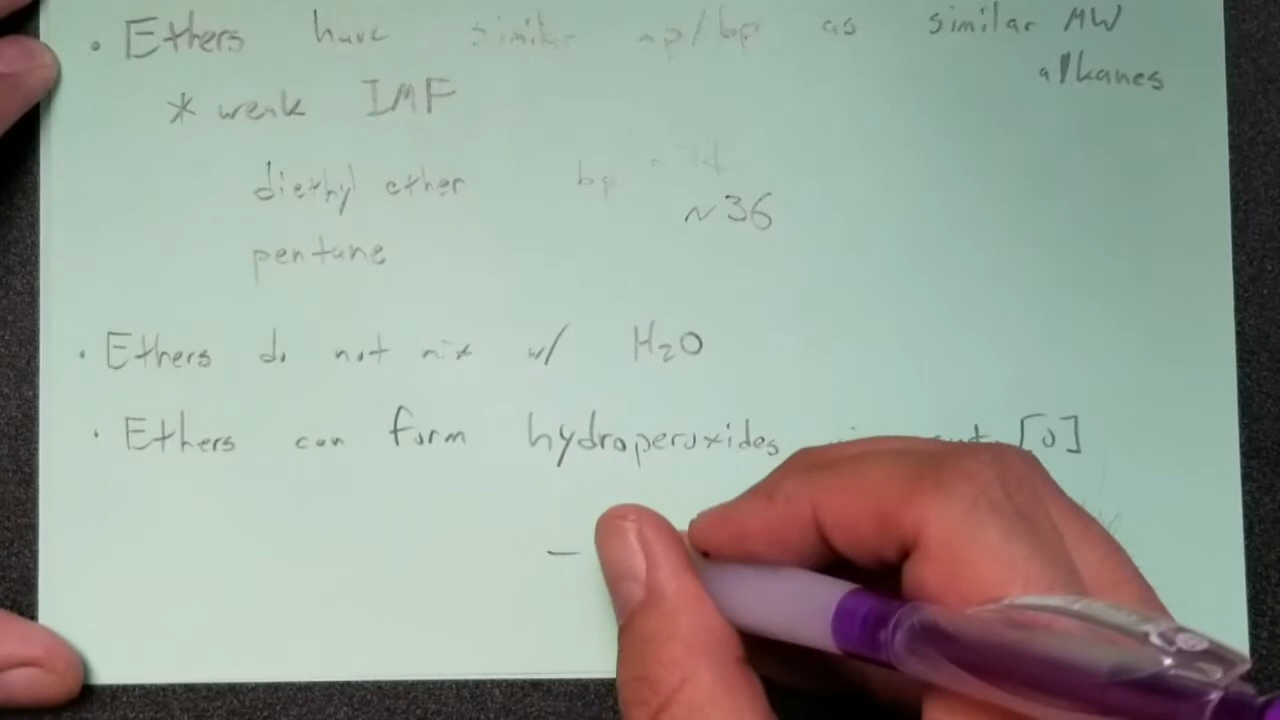 • Ethers have similar mp/bp as similar MW
alkanes
* weak IMF
diethyl ether bp
~36
pentane
• Ethers do not mix w/ H₂O
• Ethers can form hydroperoxides [O]